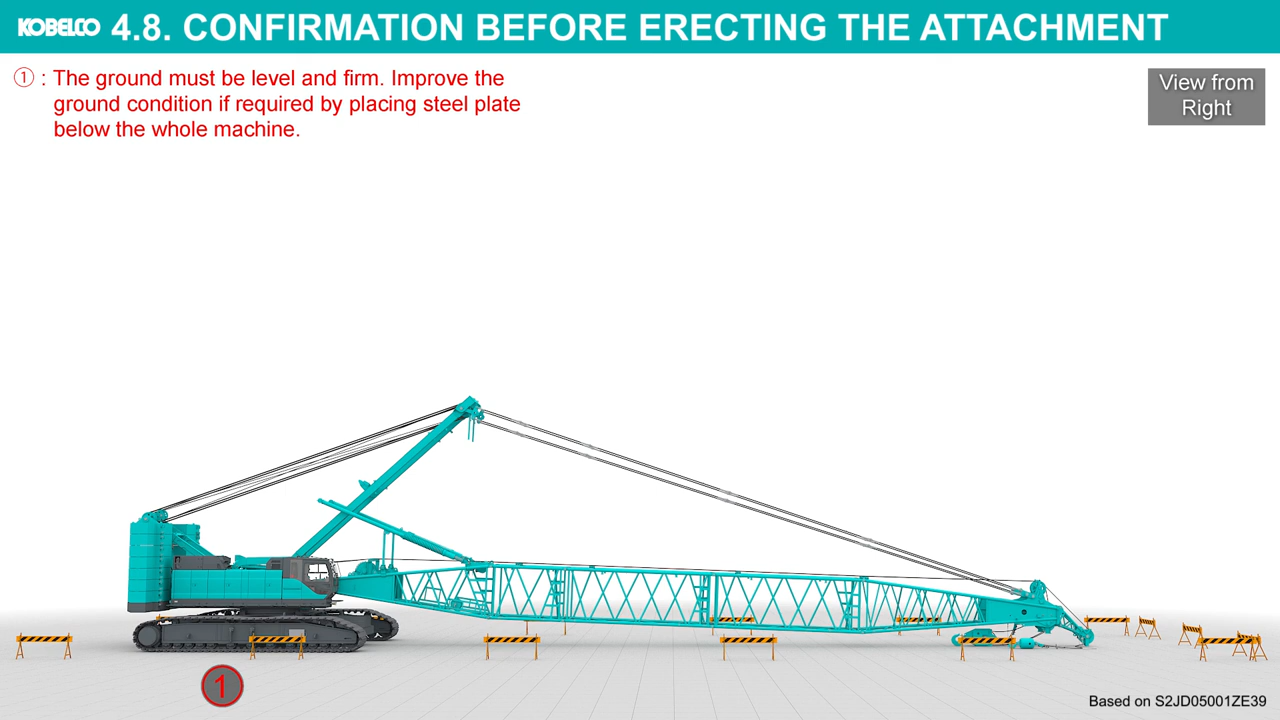 KOBELCO 4.8. CONFIRMATION BEFORE ERECTING THE ATTACHMENT
① : The ground must be level and firm. Improve the
ground condition if required by placing steel plate
below the whole machine.
View from
Right
1
Based on S2JD05001ZE39